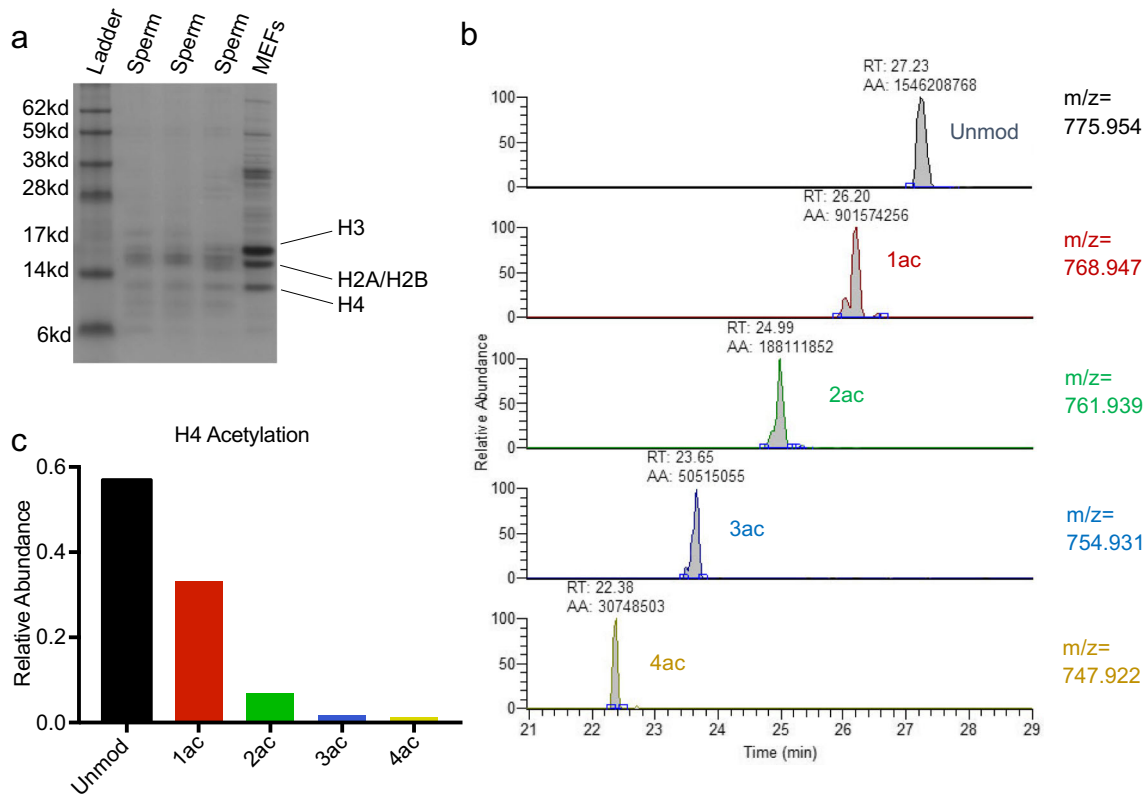 a
Ladder
Sperm
Sperm
Sperm
MEFs
62kd
59kd
38kd
28kd
17kd
14kd
6kd
H3
H2A/H2B
H4
b
RT: 27.23
AA: 1546208768
100
50
0
Unmod
m/z=
775.954
RT: 26.20
AA: 901574256
100
50
0
1ac
m/z=
768.947
RT: 24.99
AA: 188111852
100
50
0
2ac
m/z=
761.939
Relative Abundance
RT: 23.65
AA: 50515055
100
50
0
3ac
m/z=
754.931
RT: 22.38
AA: 30748503
100
50
0
4ac
m/z=
747.922
21 22 23 24 25 26 27 28 29
Time (min)
c
H4 Acetylation
Relative Abundance
0.6
0.4
0.2
0.0
Unmod
1ac
2ac
3ac
4ac